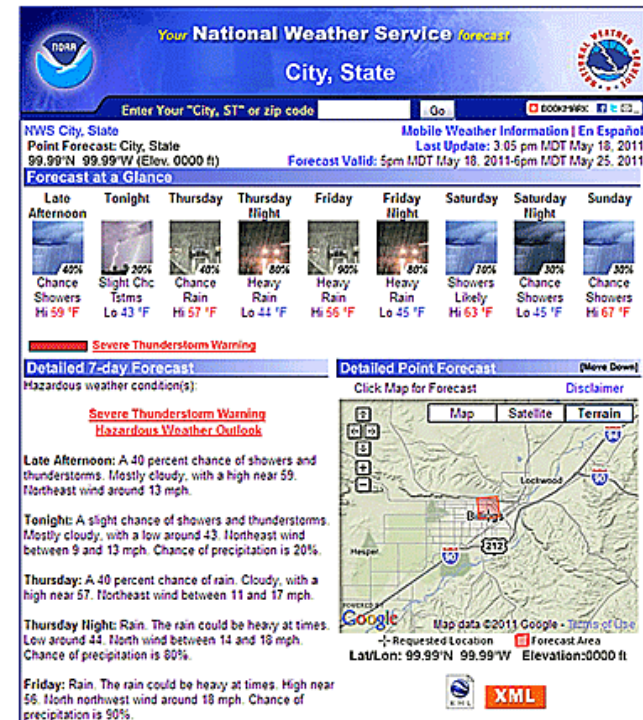 NOAA
Your National Weather Service forecast
NATIONAL WEATHER SERVICE
City, State
Enter Your "City, ST" or zip code
Go
BOOKMARK
NWS City, State
Mobile Weather Information | En Español
Point Forecast: City, State
Last Update: 3:05 pm MDT May 18, 2011
99.99°N 99.99°W (Elev. 0000 ft)
Forecast Valid: 5pm MDT May 18, 2011-6pm MDT May 25, 2011
Forecast at a Glance
Late Afternoon Tonight Thursday Thursday Night Friday Friday Night Saturday Saturday Night Sunday
40% 20% 40% 80% 90% 80% 70% 30% 30%
Chance Showers Slight Chc Tstms Chance Rain Heavy Rain Heavy Rain Heavy Rain Showers Likely Chance Showers Chance Showers
Hi 59 °F Lo 43 °F Hi 57 °F Lo 44 °F Hi 56 °F Lo 45 °F Hi 63 °F Lo 45 °F Hi 67 °F
Severe Thunderstorm Warning
Detailed 7-day Forecast
Hazardous weather condition(s):
Severe Thunderstorm Warning
Hazardous Weather Outlook
Late Afternoon: A 40 percent chance of showers and
thunderstorms. Mostly cloudy, with a high near 59.
Northeast wind around 13 mph.
Tonight: A slight chance of showers and thunderstorms.
Mostly cloudy, with a low around 43. Northeast wind
between 9 and 13 mph. Chance of precipitation is 20%.
Thursday: A 40 percent chance of rain. Cloudy, with a
high near 57. Northeast wind between 11 and 17 mph.
Thursday Night: Rain. The rain could be heavy at times.
Low around 44. North wind between 14 and 18 mph.
Chance of precipitation is 80%.
Friday: Rain. The rain could be heavy at times. High near
56. North northwest wind around 18 mph. Chance of
precipitation is 90%.
Detailed Point Forecast
[Move Down]
Click Map for Forecast
Disclaimer
Map Satellite Terrain
94
Lockwood
90
Billings
212
Hesper
90
POWERED BY
Google
Map data ©2011 Google - Terms of Use
Requested Location Forecast Area
Lat/Lon: 99.99°N 99.99°W Elevation:0000 ft
KML
XML